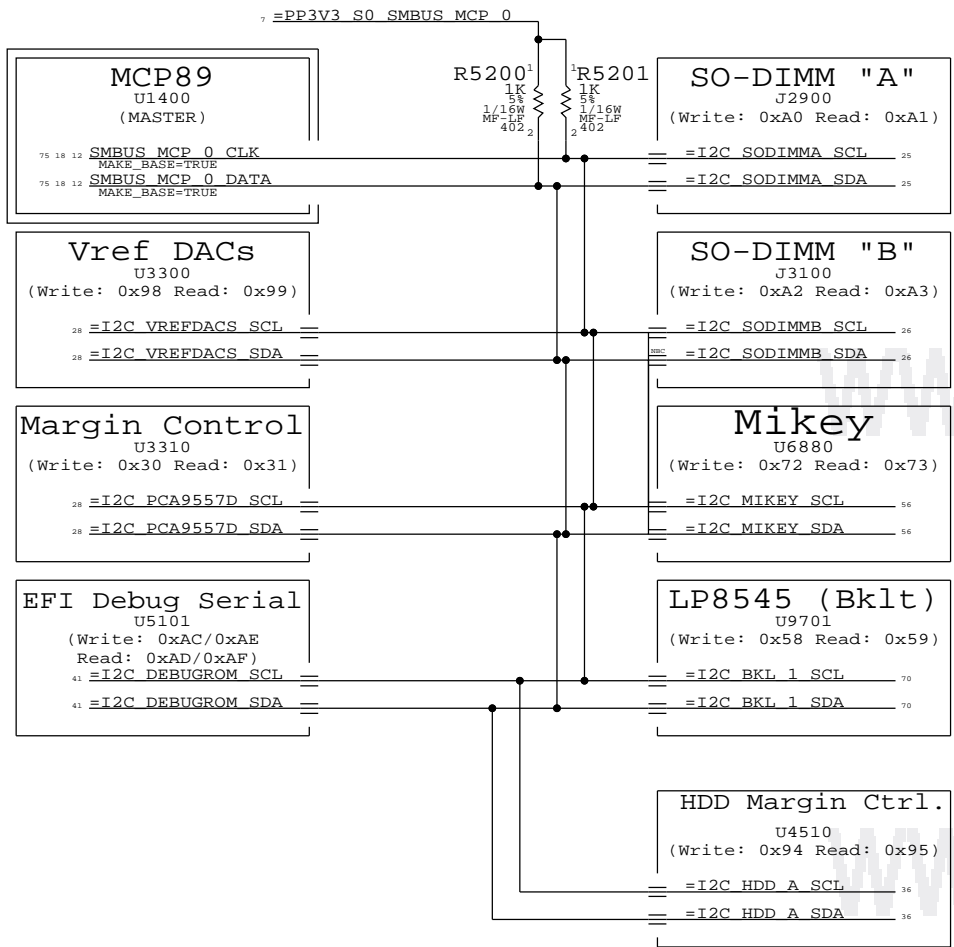 7 =PP3V3_S0_SMBUS_MCP_0
MCP89
U1400
(MASTER)
75 18 12 SMBUS_MCP_0_CLK
MAKE_BASE=TRUE
75 18 12 SMBUS_MCP_0_DATA
MAKE_BASE=TRUE
R5200 1
1K
5%
1/16W
MF-LF
402 2
1 R5201
1K
5%
1/16W
MF-LF
2 402
SO-DIMM "A"
J2900
(Write: 0xA0 Read: 0xA1)
=I2C_SODIMMA_SCL 25
=I2C_SODIMMA_SDA 25
Vref DACs
U3300
(Write: 0x98 Read: 0x99)
28 =I2C_VREFDACS_SCL
28 =I2C_VREFDACS_SDA
SO-DIMM "B"
J3100
(Write: 0xA2 Read: 0xA3)
=I2C_SODIMMB_SCL 26
NBC =I2C_SODIMMB_SDA 26
Margin Control
U3310
(Write: 0x30 Read: 0x31)
28 =I2C_PCA9557D_SCL
28 =I2C_PCA9557D_SDA
Mikey
U6880
(Write: 0x72 Read: 0x73)
=I2C_MIKEY_SCL 56
=I2C_MIKEY_SDA 56
EFI Debug Serial
U5101
(Write: 0xAC/0xAE
Read: 0xAD/0xAF)
41 =I2C_DEBUGROM_SCL
41 =I2C_DEBUGROM_SDA
LP8545 (Bklt)
U9701
(Write: 0x58 Read: 0x59)
=I2C_BKL_1_SCL 70
=I2C_BKL_1_SDA 70
HDD Margin Ctrl.
U4510
(Write: 0x94 Read: 0x95)
=I2C_HDD_A_SCL 36
=I2C_HDD_A_SDA 36